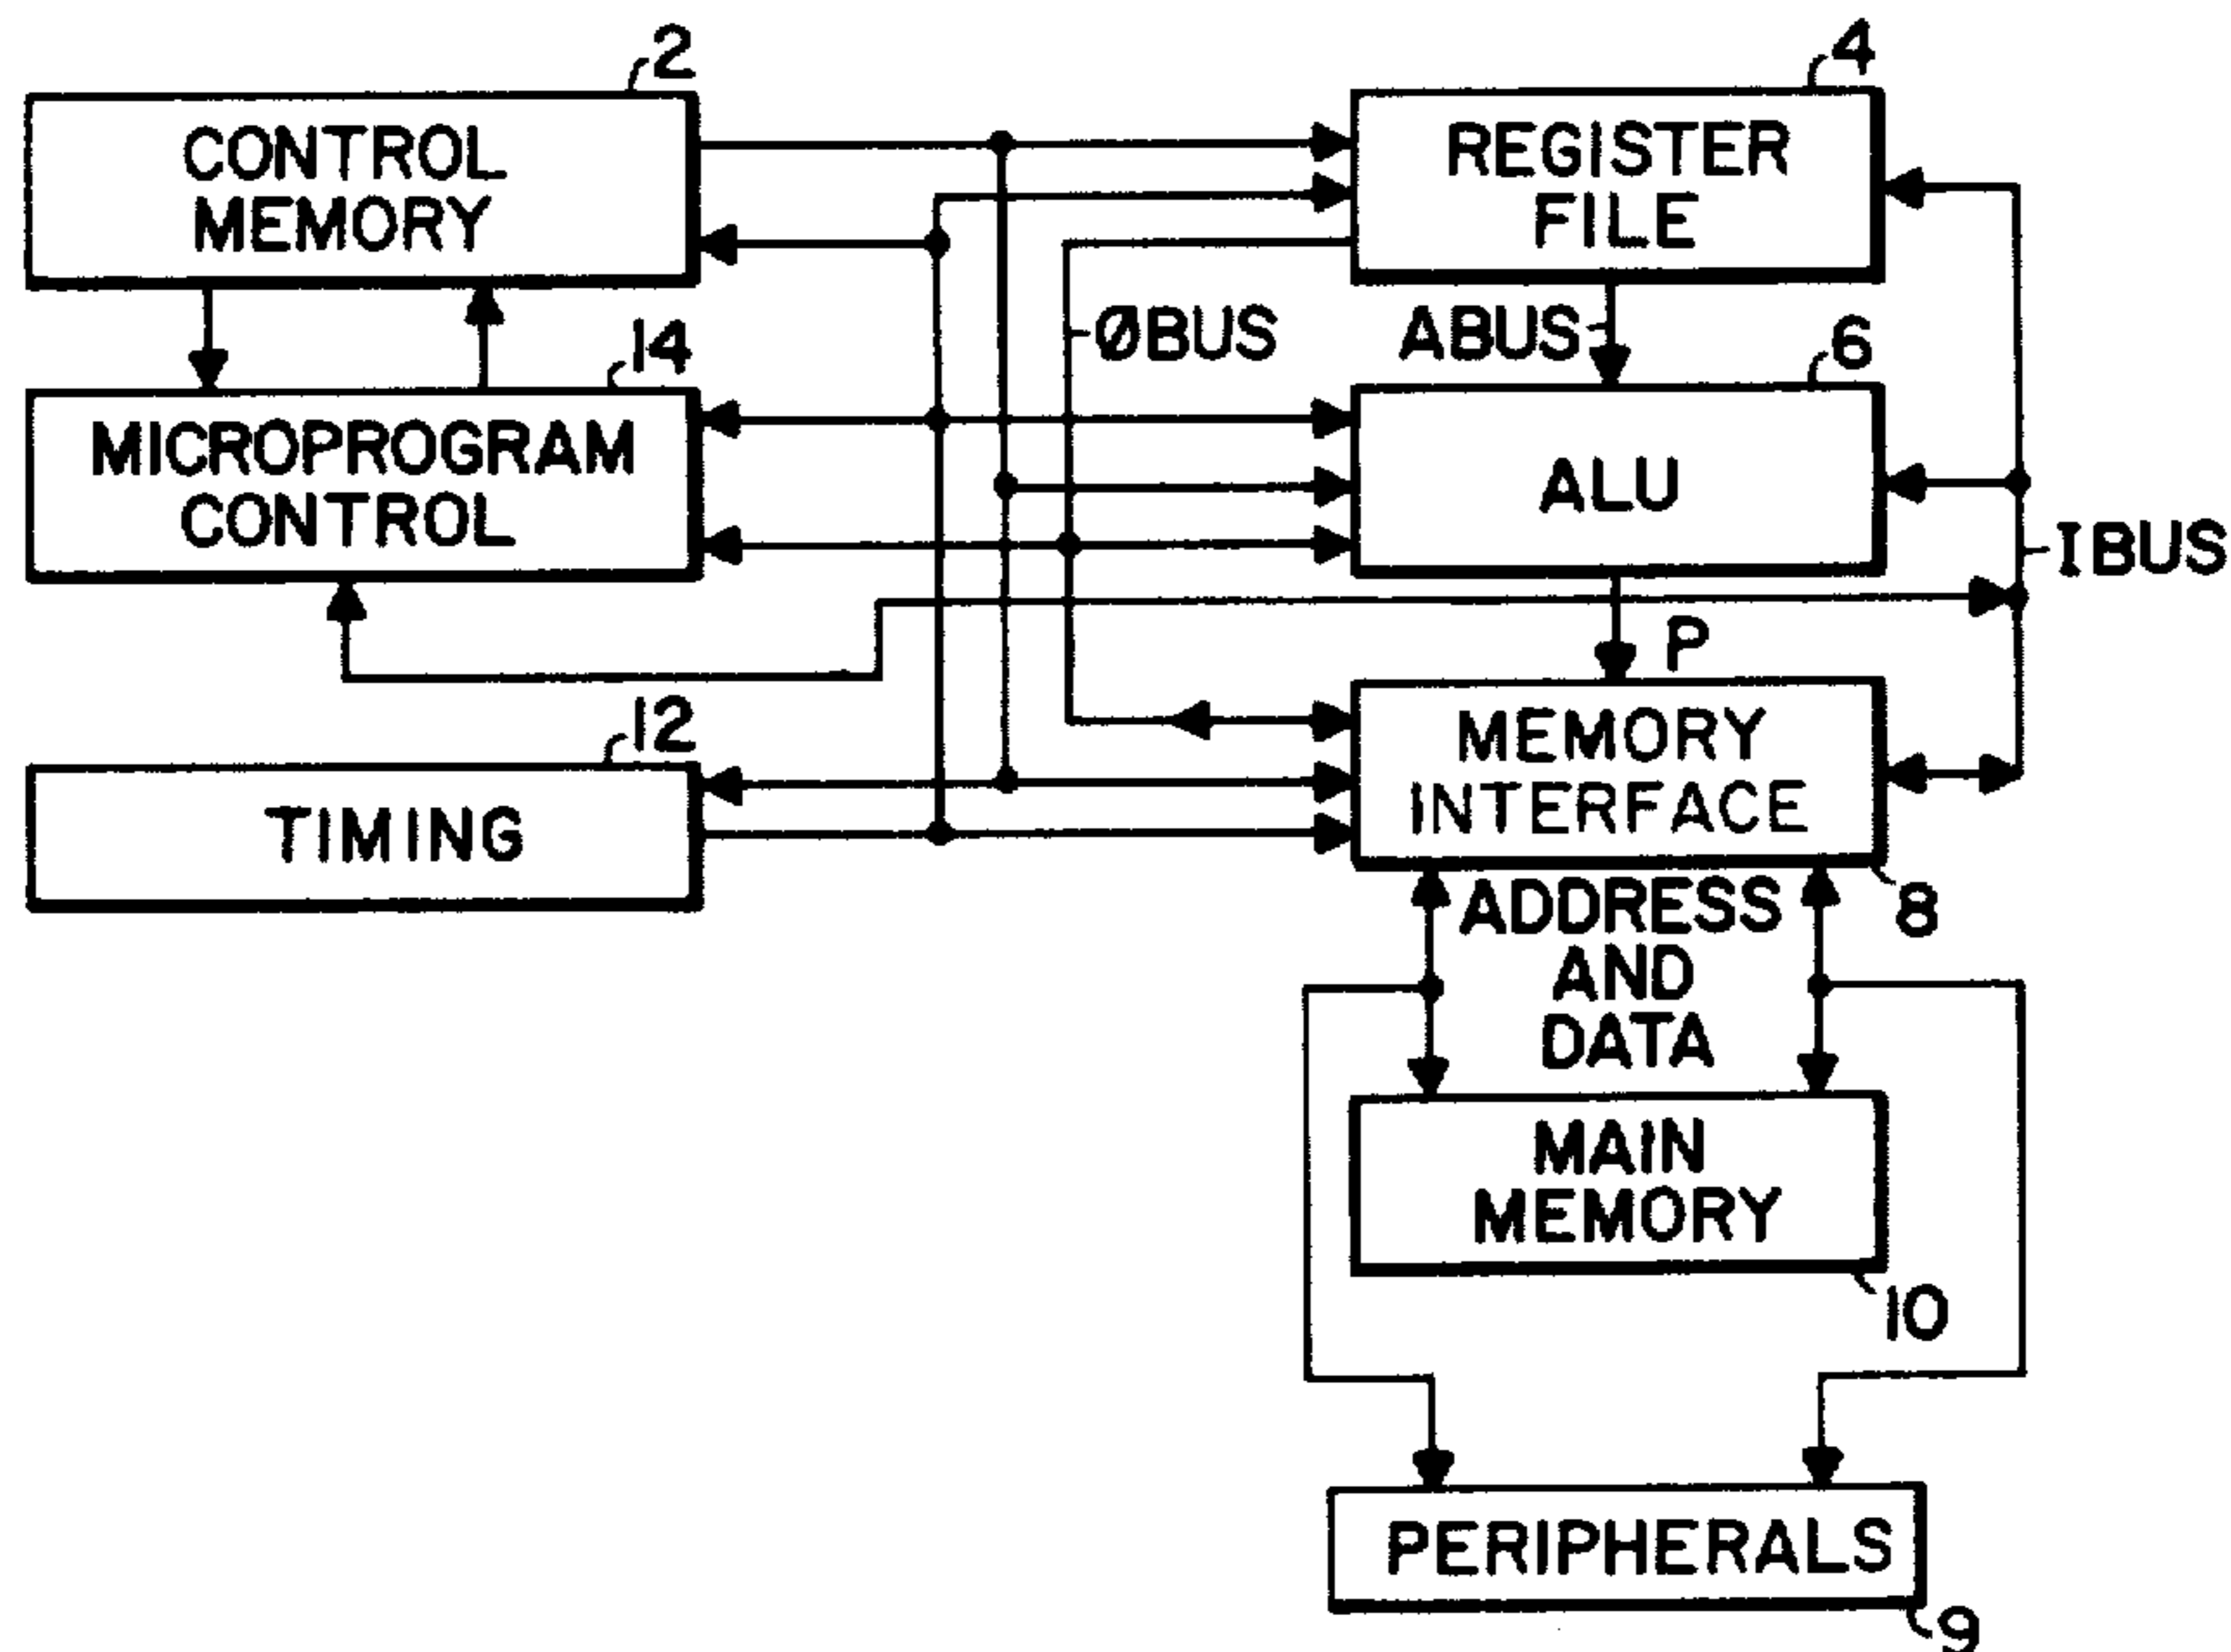 2
CONTROL
MEMORY
4
REGISTER
FILE
ØBUS
ABUS
14
MICROPROGRAM
CONTROL
6
ALU
IBUS
P
12
TIMING
MEMORY
INTERFACE
8
ADDRESS
AND
DATA
MAIN
MEMORY
10
PERIPHERALS
9